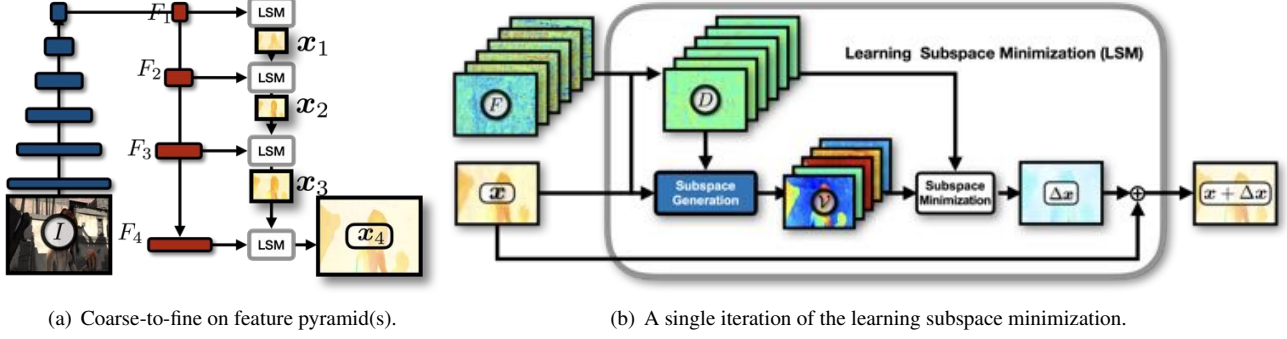 F₁
LSM
x₁
F₂
LSM
x₂
F₃
LSM
x₃
I
F₄
LSM
x₄
(a) Coarse-to-fine on feature pyramid(s).
Learning Subspace Minimization (LSM)
F
D
x
Subspace
Generation
V
Subspace
Minimization
Δx
x + Δx
(b) A single iteration of the learning subspace minimization.